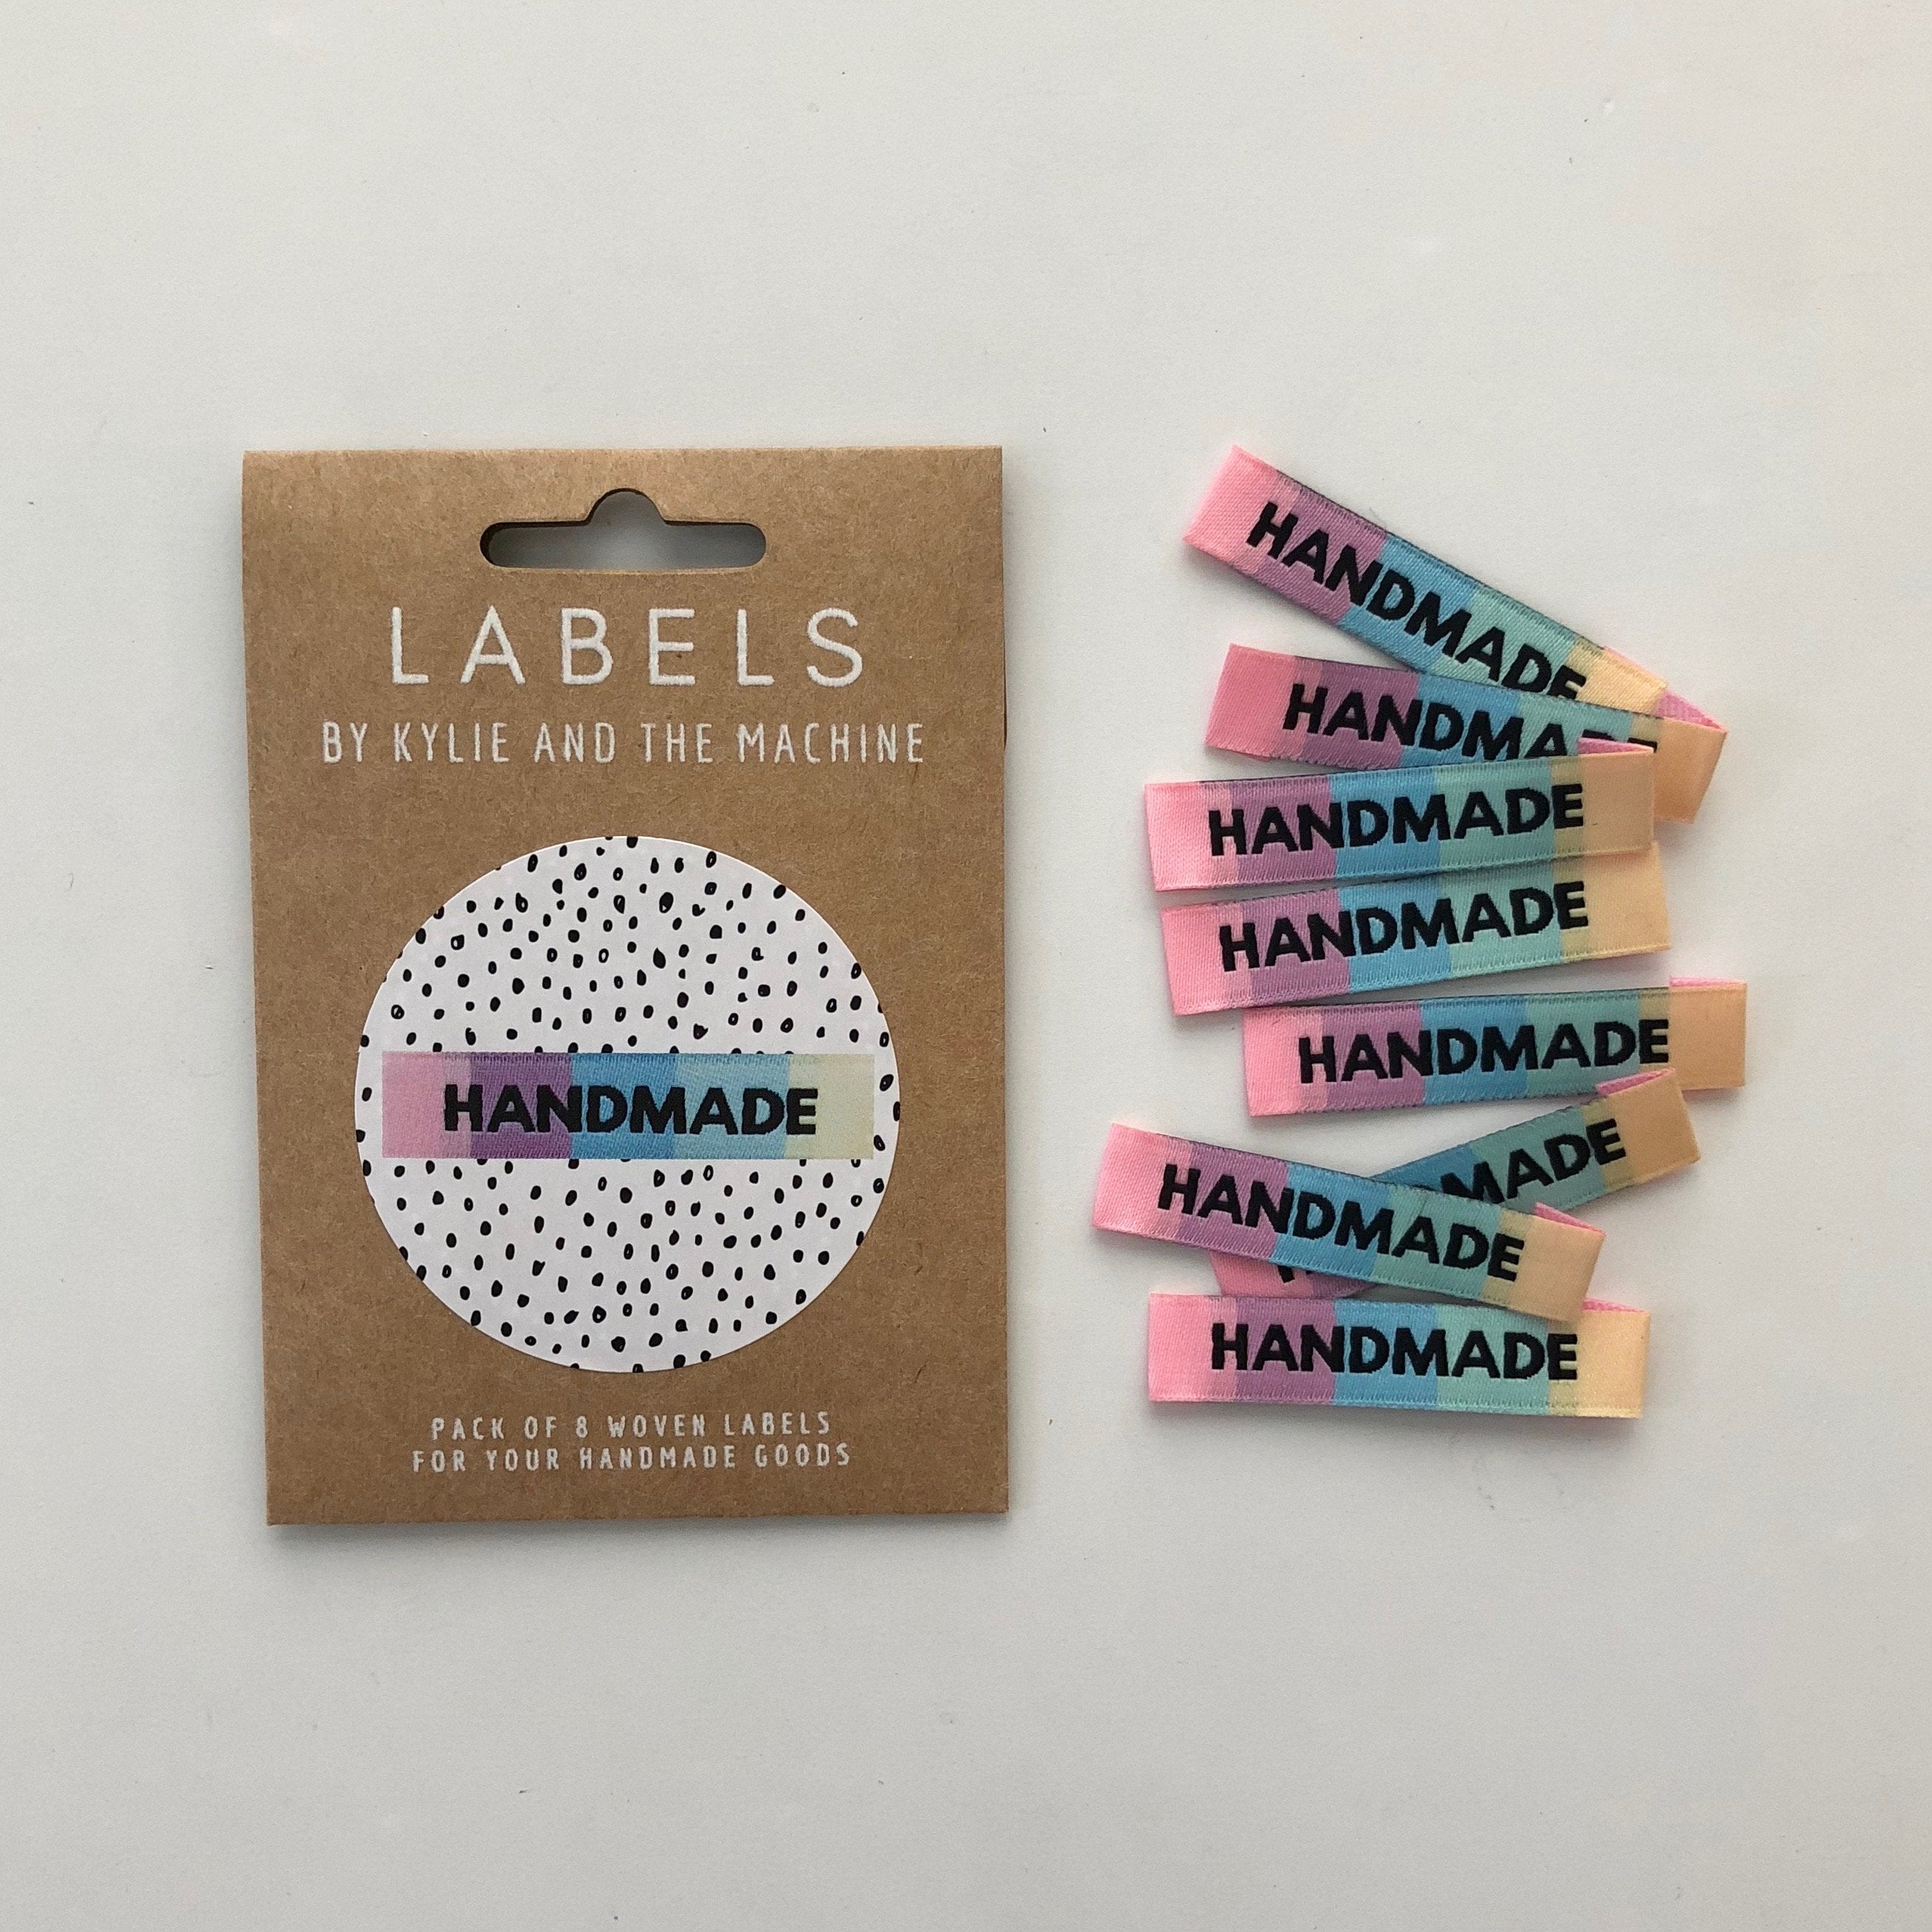 LABELS
BY KYLIE AND THE MACHINE
HANDMADE
PACK OF 8 WOVEN LABELS
FOR YOUR HANDMADE GOODS
HANDMADE
HANDMADE
HANDMADE
HANDMADE
HANDMADE
MADE
HANDMADE
HANDMADE